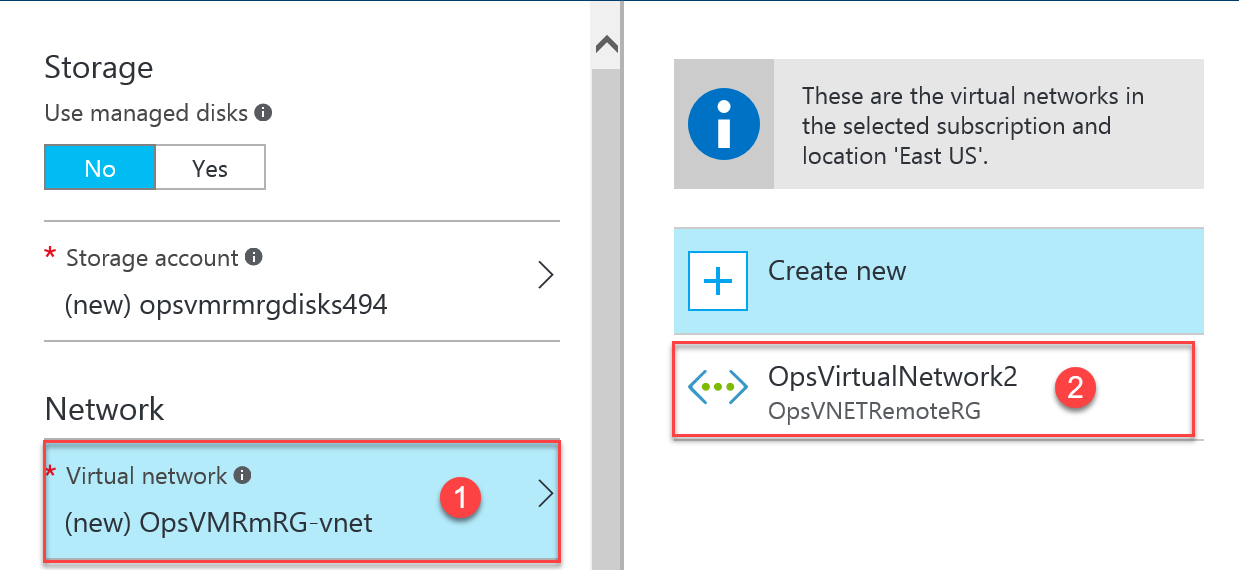 Storage
Use managed disks
No Yes
* Storage account
(new) opsvmrmrgdisks494
Network
* Virtual network
(new) OpsVMRmRG-vnet
1
These are the virtual networks in
the selected subscription and
location 'East US'.
Create new
OpsVirtualNetwork2
OpsVNETRemoteRG
2